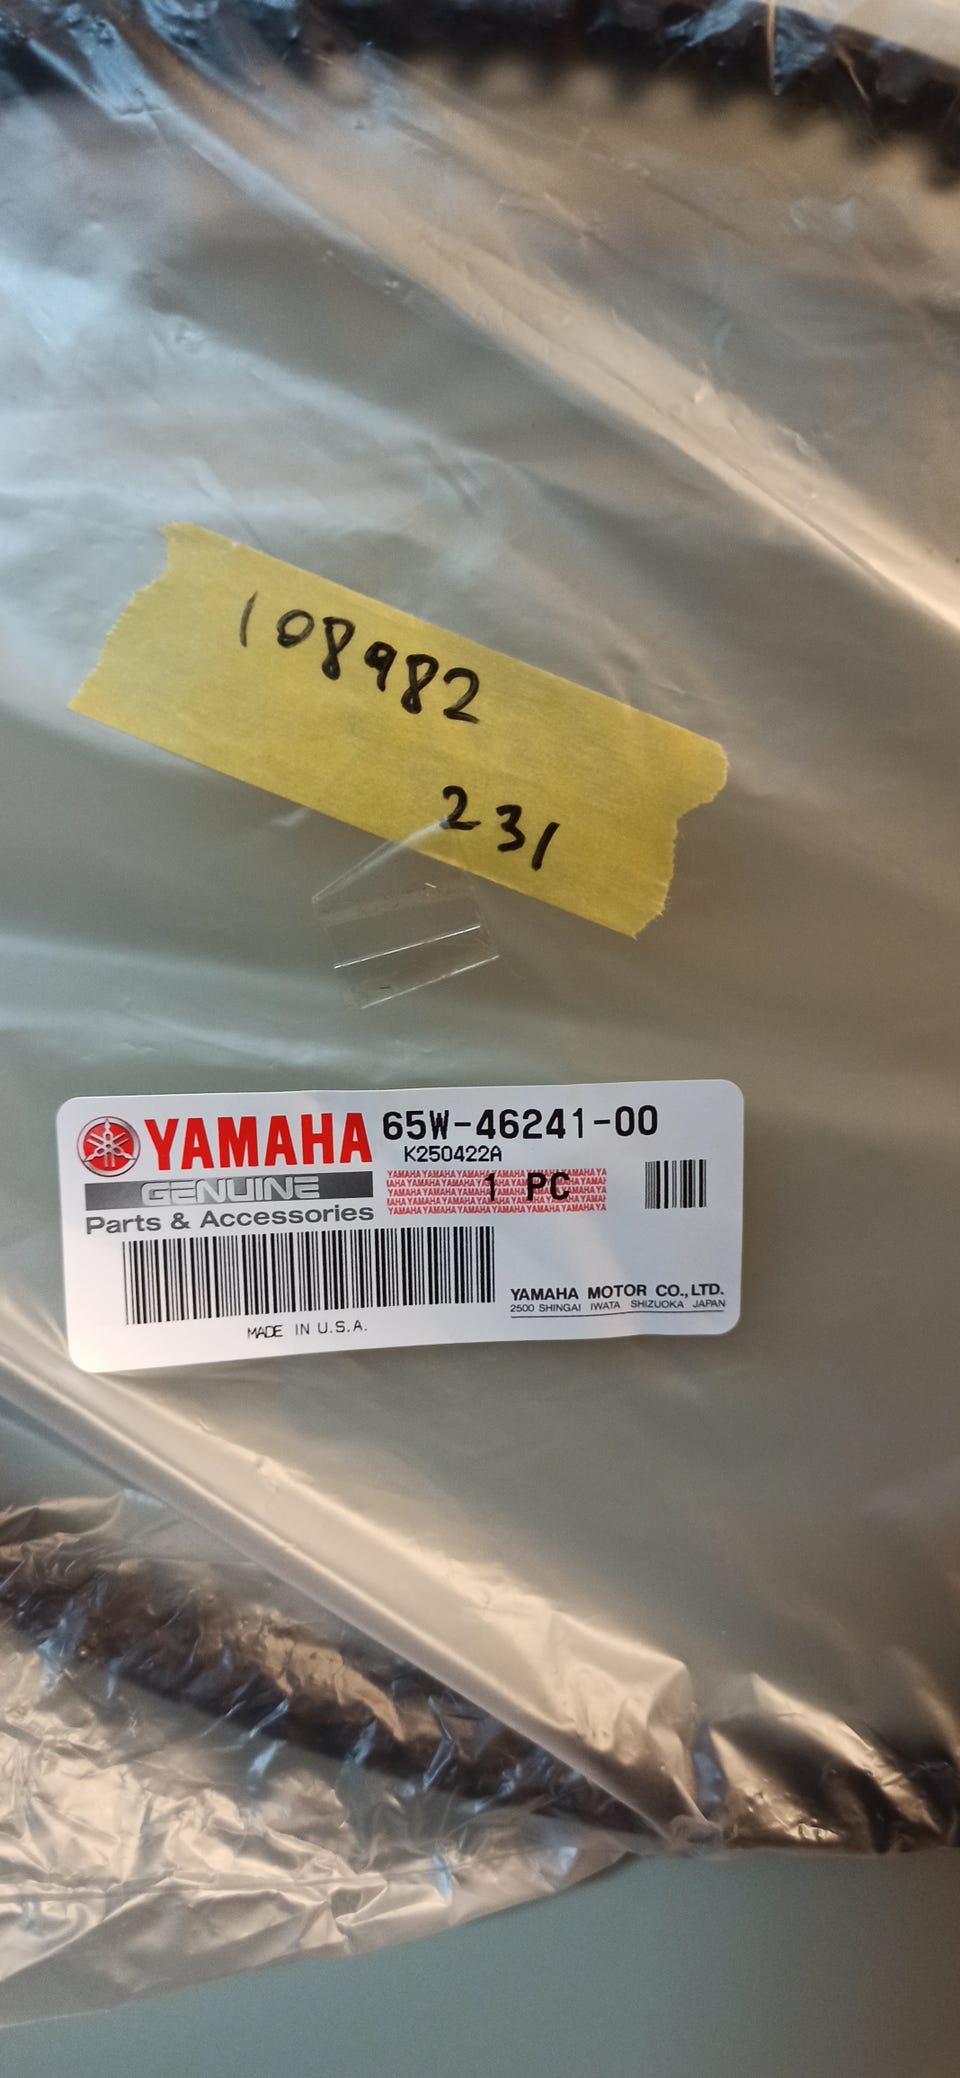 108982
231
YAMAHA
GENUINE
Parts & Accessories
65W-46241-00
K250422A
1 PC
MADE IN U.S.A.
YAMAHA MOTOR CO.,LTD.
2500 SHINGAI IWATA SHIZUOKA JAPAN